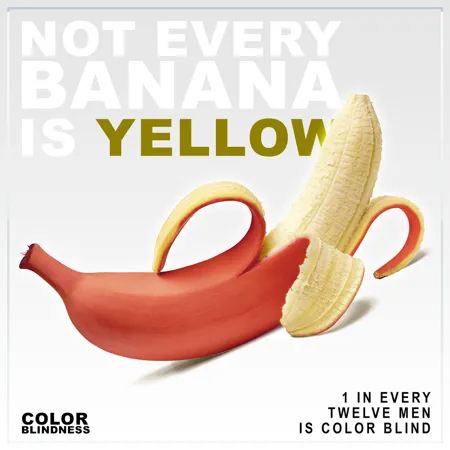 NOT EVERY
BANANA
IS YELLOW
COLOR
BLINDNESS
1 IN EVERY
TWELVE MEN
IS COLOR BLIND